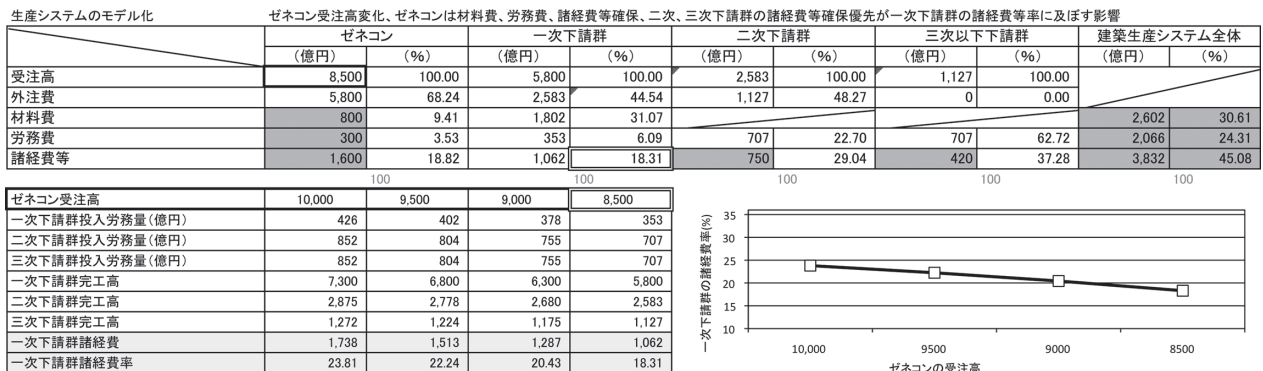 生産システムのモデル化 ゼネコン受注高変化、ゼネコンは材料費、労務費、諸経費等確保、二次、三次下請群の諸経費等確保優先が一次下請群の諸経費等率に及ぼす影響
ゼネコン 一次下請群 二次下請群 三次以下下請群 建築生産システム全体
(億円) (%) (億円) (%) (億円) (%) (億円) (%) (億円) (%)
受注高 8,500 100.00 5,800 100.00 2,583 100.00 1,127 100.00
外注費 5,800 68.24 2,583 44.54 1,127 48.27 0 0.00
材料費 800 9.41 1,802 31.07 2,602 30.61
労務費 300 3.53 353 6.09 707 22.70 707 62.72 2,066 24.31
諸経費等 1,600 18.82 1,062 18.31 750 29.04 420 37.28 3,832 45.08
100 100 100 100 100
ゼネコン受注高 10,000 9,500 9,000 8,500
一次下請群投入労務量(億円) 426 402 378 353
二次下請群投入労務量(億円) 852 804 755 707
三次下請群投入労務量(億円) 852 804 755 707
一次下請群完工高 7,300 6,800 6,300 5,800
二次下請群完工高 2,875 2,778 2,680 2,583
三次下請群完工高 1,272 1,224 1,175 1,127
一次下請群諸経費 1,738 1,513 1,287 1,062
一次下請群諸経費率 23.81 22.24 20.43 18.31
一次下請群の諸経費率(%)
35
30
25
20
15
10
10,000 9500 9000 8500
ゼネコンの受注高